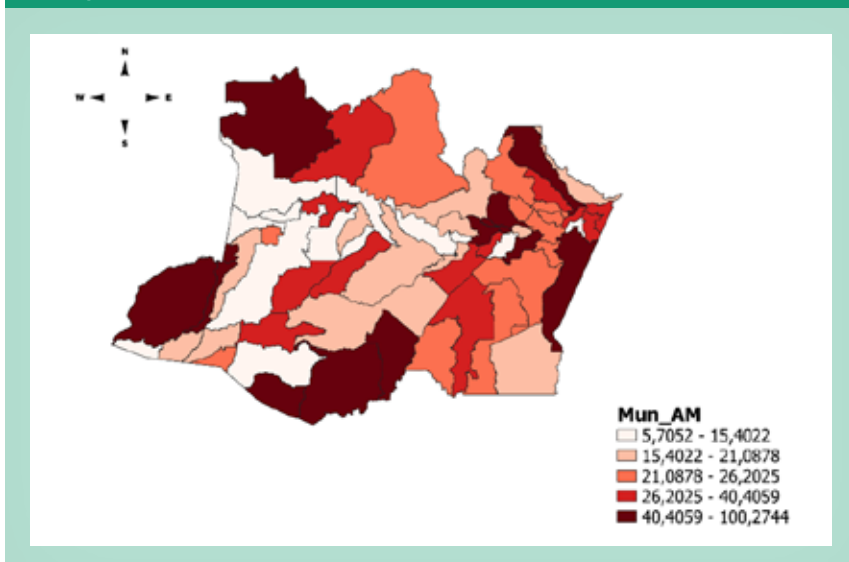 N
W E
S
Mun_AM
5,7052 - 15,4022
15,4022 - 21,0878
21,0878 - 26,2025
26,2025 - 40,4059
40,4059 - 100,2744